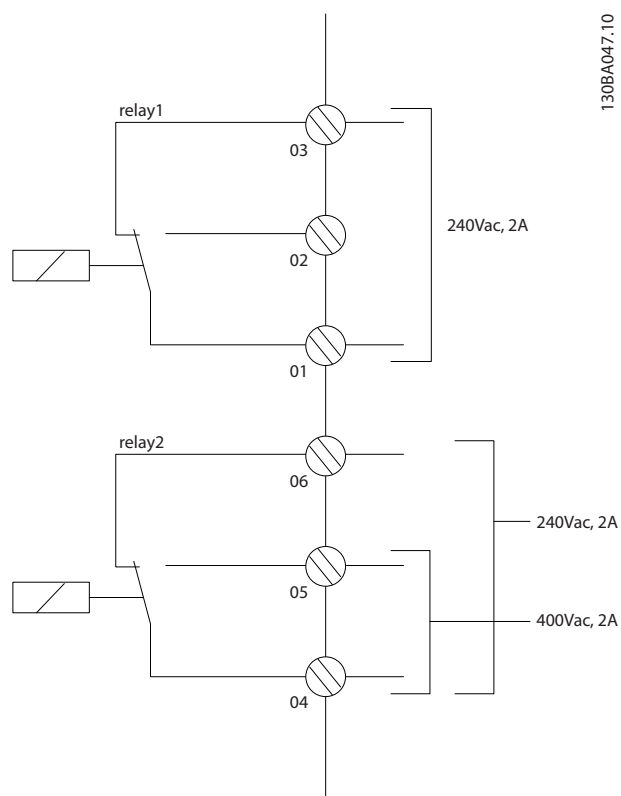 130BA047.10
relay1
03
240Vac, 2A
02
01
relay2
06
240Vac, 2A
05
400Vac, 2A
04